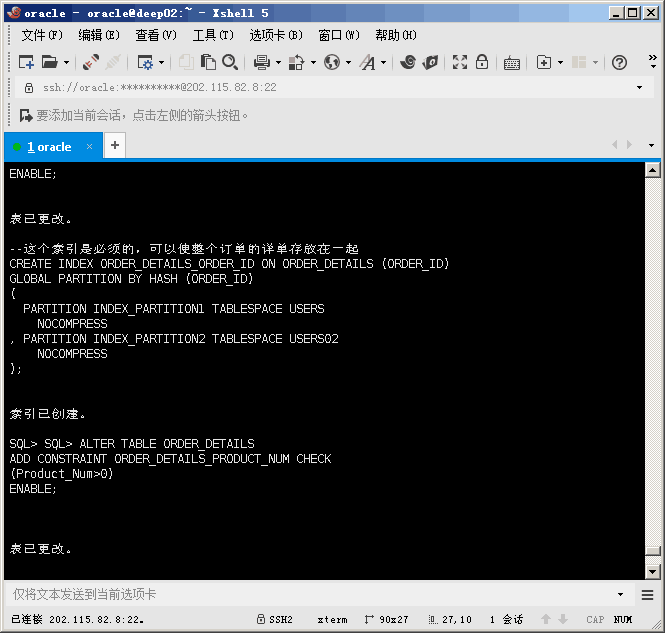 oracle - oracle@deep02:~ - Xshell 5
文件(F) 编辑(E) 查看(V) 工具(T) 选项卡(B) 窗口(W) 帮助(H)
ssh://oracle:**********@202.115.82.8:22
要添加当前会话，点击左侧的箭头按钮。
1 oracle × +
ENABLE;
表已更改。
--这个索引是必须的，可以使整个订单的详单存放在一起
CREATE INDEX ORDER_DETAILS_ORDER_ID ON ORDER_DETAILS (ORDER_ID)
GLOBAL PARTITION BY HASH (ORDER_ID)
(
  PARTITION INDEX_PARTITION1 TABLESPACE USERS
    NOCOMPRESS
, PARTITION INDEX_PARTITION2 TABLESPACE USERS02
    NOCOMPRESS
);
索引已创建。
SQL> SQL> ALTER TABLE ORDER_DETAILS
ADD CONSTRAINT ORDER_DETAILS_PRODUCT_NUM CHECK
(Product_Num>0)
ENABLE;
表已更改。
仅将文本发送到当前选项卡
已连接 202.115.82.8:22。 SSH2 xterm 90x27 27,10 1 会话 CAP NUM